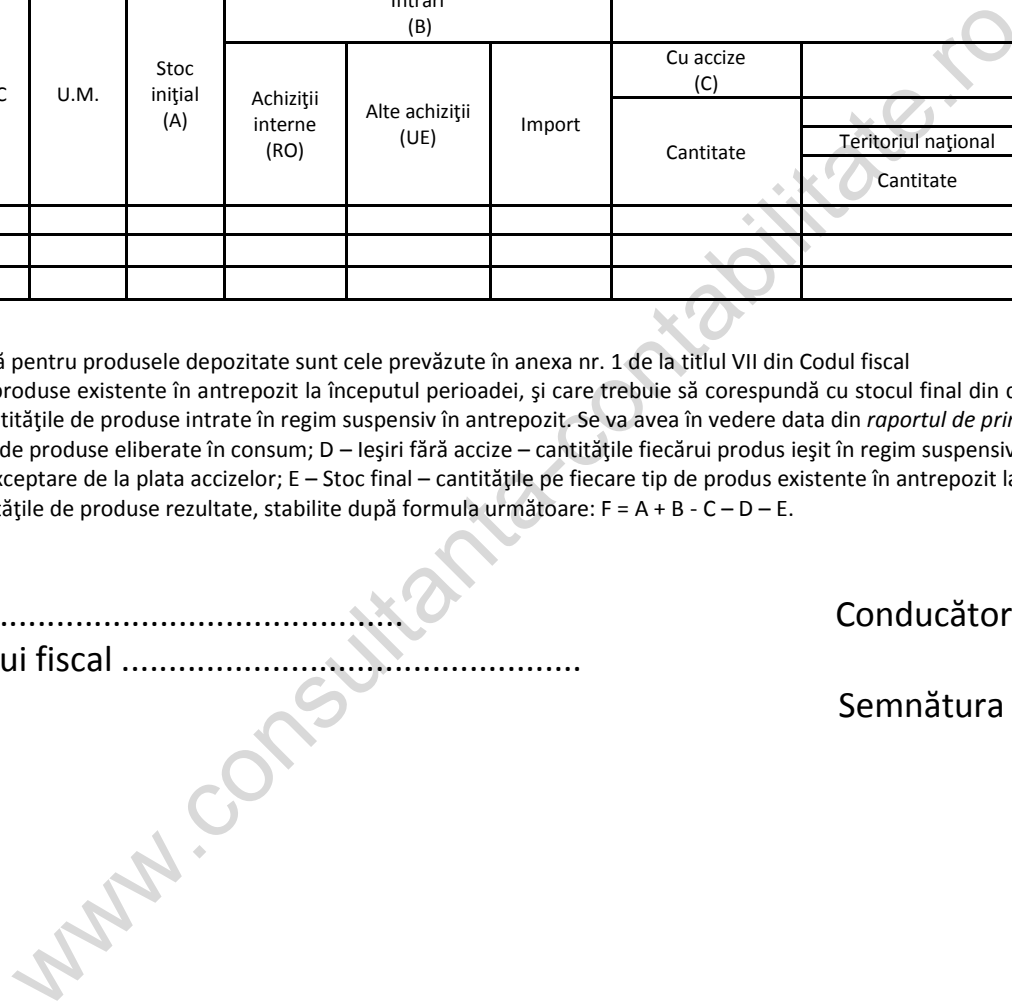 Intrări
(B)
Cu accize
(C)
C
U.M.
Stoc
iniţial
(A)
Achiziţii
interne
(RO)
Alte achiziţii
(UE)
Import
Cantitate
Teritoriul naţional
Cantitate
ă pentru produsele depozitate sunt cele prevăzute în anexa nr. 1 de la titlul VII din Codul fiscal
produse existente în antrepozit la începutul perioadei, şi care trebuie să corespundă cu stocul final din d
ntităţile de produse intrate în regim suspensiv în antrepozit. Se va avea în vedere data din raportul de prim
de produse eliberate în consum; D – Ieşiri fără accize – cantităţile fiecărui produs ieşit în regim suspensiv
xceptare de la plata accizelor; E – Stoc final – cantităţile pe fiecare tip de produs existente în antrepozit la
tăţile de produse rezultate, stabilite după formula următoare: F = A + B - C – D – E.
............................................ Conducător
ui fiscal ................................................
Semnătura
www.consultanta-contabilitate.ro